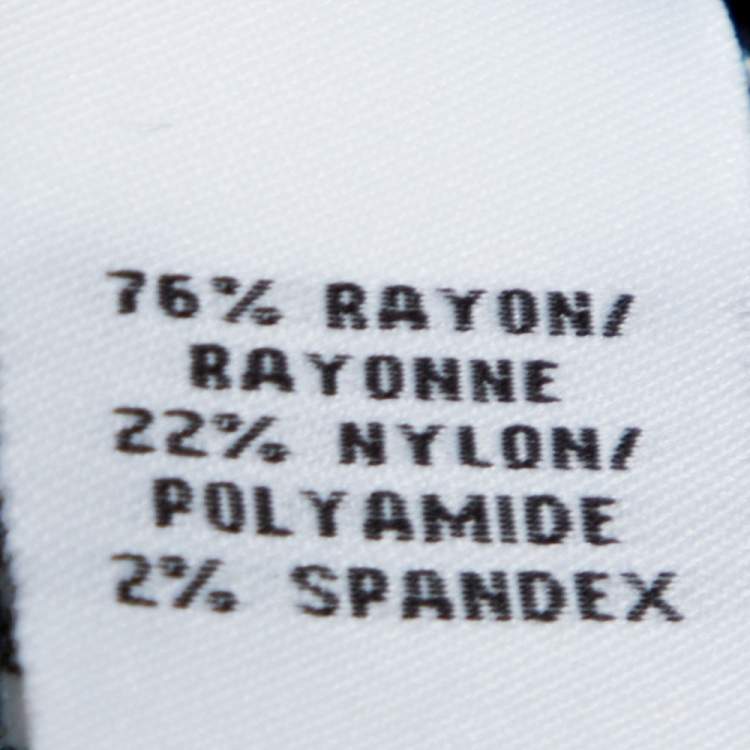 76% RAYON/
RAYONNE
22% NYLON/
POLYAMIDE
2% SPANDEX